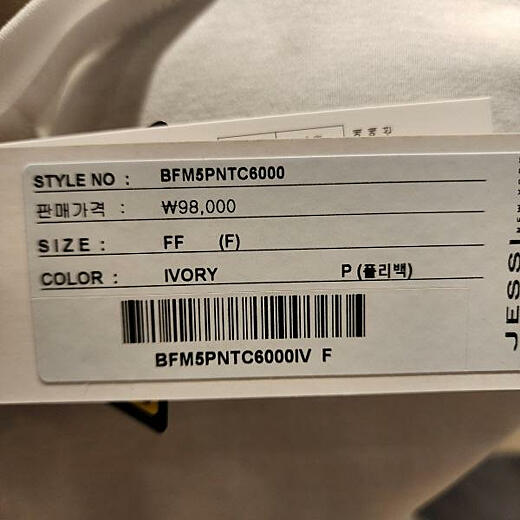 STYLE NO : BFM5PNTC6000
판매가격 : ₩98,000
SIZE : FF (F)
COLOR : IVORY P (폴리백)
BFM5PNTC6000IV F
JESSI